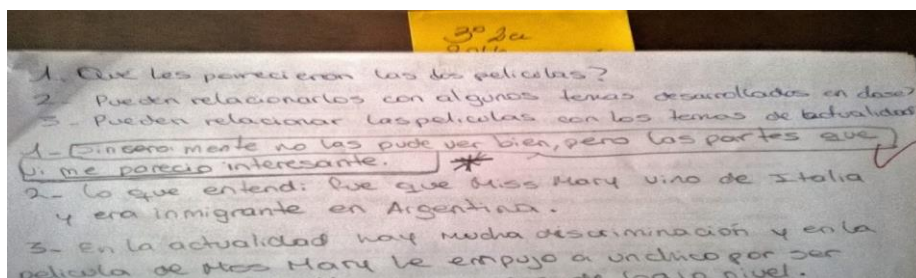 3º 2a
1. Que les parecieron las dos peliculas?
2- Pueden relacionarlos con algunos temas desarrollados en clase?
3- Pueden relacionar las peliculas con los temas de la actualidad
1- Sinceramente no las pude ver bien, pero las partes que
vi me parecio interesante.
2- Lo que entendi fue que Miss Mary vino de Italia
y era inmigrante en Argentina.
3- en la actualidad hay mucha discriminación y en la
pelicula de Miss Mary le empujo a un chico por ser
nivel.